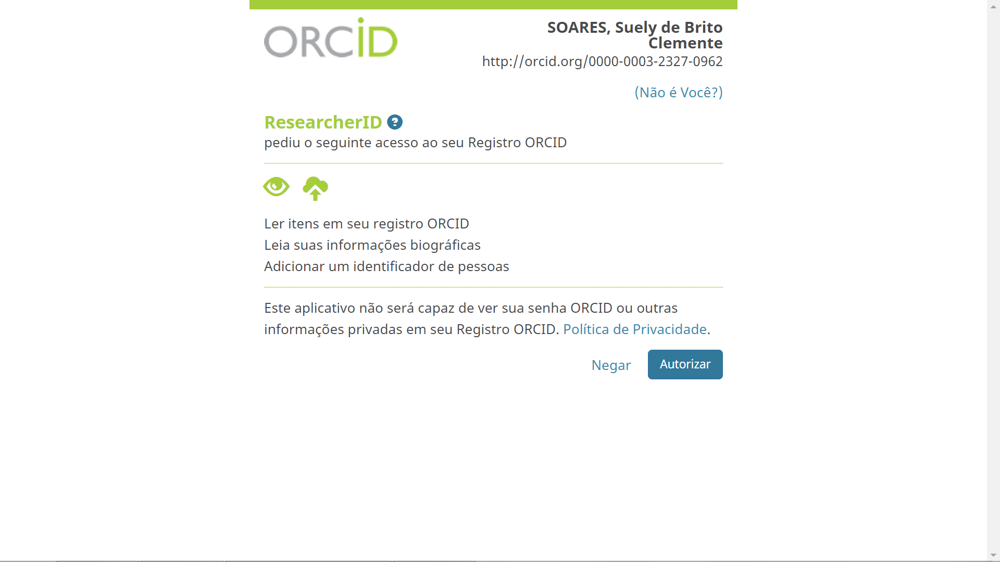 ORCID
SOARES, Suely de Brito
Clemente
http://orcid.org/0000-0003-2327-0962
(Não é Você?)
ResearcherID ?
pediu o seguinte acesso ao seu Registro ORCID
Ler itens em seu registro ORCID
Leia suas informações biográficas
Adicionar um identificador de pessoas
Este aplicativo não será capaz de ver sua senha ORCID ou outras
informações privadas em seu Registro ORCID. Política de Privacidade.
Negar Autorizar